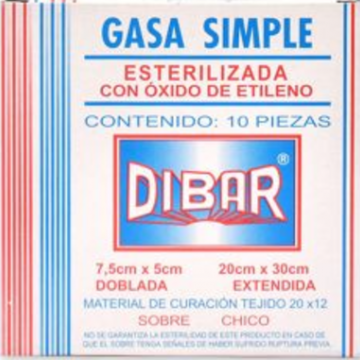 GASA SIMPLE
ESTERILIZADA
CON ÓXIDO DE ETILENO
CONTENIDO: 10 PIEZAS
DIBAR®
7,5cm x 5cm 20cm x 30cm
DOBLADA EXTENDIDA
MATERIAL DE CURACIÓN TEJIDO 20 x12
SOBRE CHICO
NO SE GARANTIZA LA ESTERILIDAD DE ESTE PRODUCTO EN CASO DE
QUE EL SOBRE TENGA SEÑALES DE HABER SUFRIDO RUPTURA PREVIA.